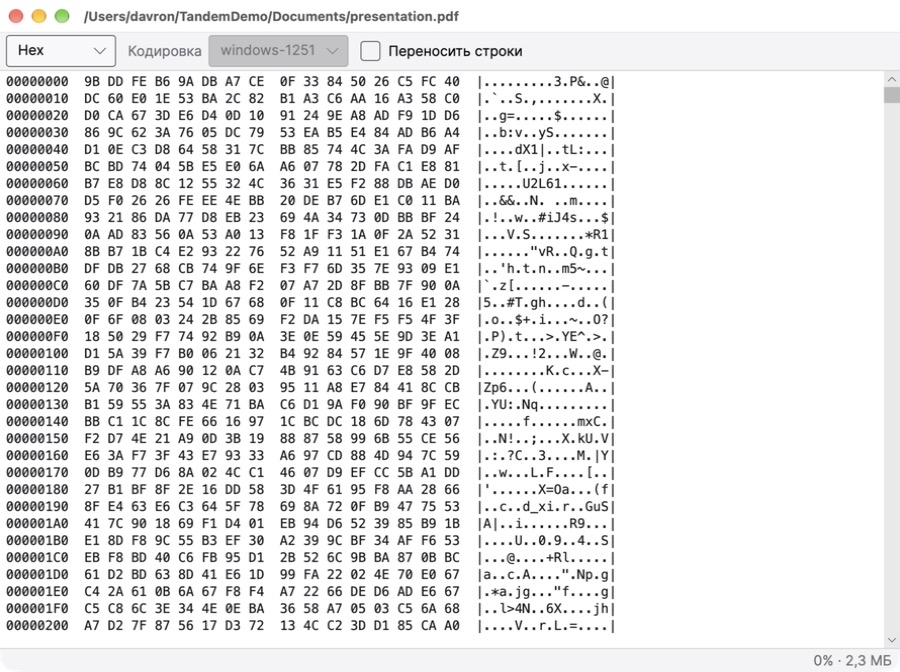 /Users/davron/TandemDemo/Documents/presentation.pdf
Hex Кодировка windows-1251 Переносить строки
00000000 9B DD FE B6 9A DB A7 CE 0F 33 84 50 26 C5 FC 40 |.........3.P&..@|
00000010 DC 60 E0 1E 53 BA 2C 82 B1 A3 C6 AA 16 A3 58 C0 |.`..S.,.......X.|
00000020 D0 CA 67 3D E6 D4 0D 10 91 24 9E A8 AD F9 1D D6 |..g=.....$......|
00000030 86 9C 62 3A 76 05 DC 79 53 EA B5 E4 84 AD B6 A4 |..b:v..yS.......|
00000040 D1 0E C3 D8 64 58 31 7C BB 85 74 4C 3A FA D9 AF |....dX1|..tL:...|
00000050 BC BD 74 04 5B E5 E0 6A A6 07 78 2D FA C1 E8 81 |..t.[..j..x-....|
00000060 B7 E8 D8 8C 12 55 32 4C 36 31 E5 F2 88 DB AE D0 |.....U2L61......|
00000070 D5 F0 26 26 FE EE 4E BB 20 DE B7 6D E1 C0 11 BA |..&&..N. ..m....|
00000080 93 21 86 DA 77 D8 EB 23 69 4A 34 73 0D BB BF 24 |.!..w..#iJ4s...$|
00000090 0A AD 83 56 0A 53 A0 13 F8 1F F3 1A 0F 2A 52 31 |...V.S.......*R1|
000000A0 8B B7 1B C4 E2 93 22 76 52 A9 11 51 E1 67 B4 74 |......"vR..Q.g.t|
000000B0 DF DB 27 68 CB 74 9F 6E F3 F7 6D 35 7E 93 09 E1 |..'h.t.n..m5~...|
000000C0 60 DF 7A 5B C7 BA A8 F2 07 A7 2D 8F BB 7F 90 0A |`.z[......-.....|
000000D0 35 0F B4 23 54 1D 67 68 0F 11 C8 BC 64 16 E1 28 |5..#T.gh....d..(|
000000E0 0F 6F 08 03 24 2B 85 69 F2 DA 15 7E F5 F5 4F 3F |.o..$+.i...~..O?|
000000F0 18 50 29 F7 74 92 B9 0A 3E 0E 59 45 5E 9D 3E A1 |.P).t...>.YE^.>.|
00000100 D1 5A 39 F7 B0 06 21 32 B4 92 84 57 1E 9F 40 08 |.Z9...!2...W..@.|
00000110 B9 DF A8 A6 90 12 0A C7 4B 91 63 C6 D7 E8 58 2D |........K.c...X-|
00000120 5A 70 36 7F 07 9C 28 03 95 11 A8 E7 84 41 8C CB |Zp6...(......A..|
00000130 B1 59 55 3A 83 4E 71 BA C6 D1 9A F0 90 BF 9F EC |.YU:.Nq.........|
00000140 BB C1 1C 8C FE 66 16 97 1C BC DC 18 6D 78 43 07 |.....f......mxC.|
00000150 F2 D7 4E 21 A9 0D 3B 19 88 87 58 99 6B 55 CE 56 |..N!..;...X.kU.V|
00000160 E6 3A F7 3F 43 E7 93 33 A6 97 CD 88 4D 94 7C 59 |.:.?C..3....M.|Y|
00000170 0D B9 77 D6 8A 02 4C C1 46 07 D9 EF CC 5B A1 DD |..w...L.F....[..|
00000180 27 B1 BF 8F 2E 16 DD 58 3D 4F 61 95 F8 AA 28 66 |'......X=Oa...(f|
00000190 8F E4 63 E6 C3 64 5F 78 69 8A 72 0F B9 47 75 53 |..c..d_xi.r..GuS|
000001A0 41 7C 90 18 69 F1 D4 01 EB 94 D6 52 39 85 B9 1B |A|..i......R9...|
000001B0 E1 8D F8 9C 55 B3 EF 30 A2 39 9C BF 34 AF F6 53 |....U..0.9..4..S|
000001C0 EB F8 BD 40 C6 FB 95 D1 2B 52 6C 9B BA 87 0B BC |...@....+Rl.....|
000001D0 61 D2 BD 63 8D 41 E6 1D 99 FA 22 02 4E 70 E0 67 |a..c.A....".Np.g|
000001E0 C4 2A 61 0B 6A 67 F8 F4 A7 22 66 DE D6 AD E6 67 |.*a.jg..."f....g|
000001F0 C5 C8 6C 3E 34 4E 0E BA 36 58 A7 05 03 C5 6A 68 |..l>4N..6X....jh|
00000200 A7 D2 7F 87 56 17 D3 72 13 4C C2 3D D1 85 CA A0 |....V..r.L.=....|
0% · 2,3 МБ